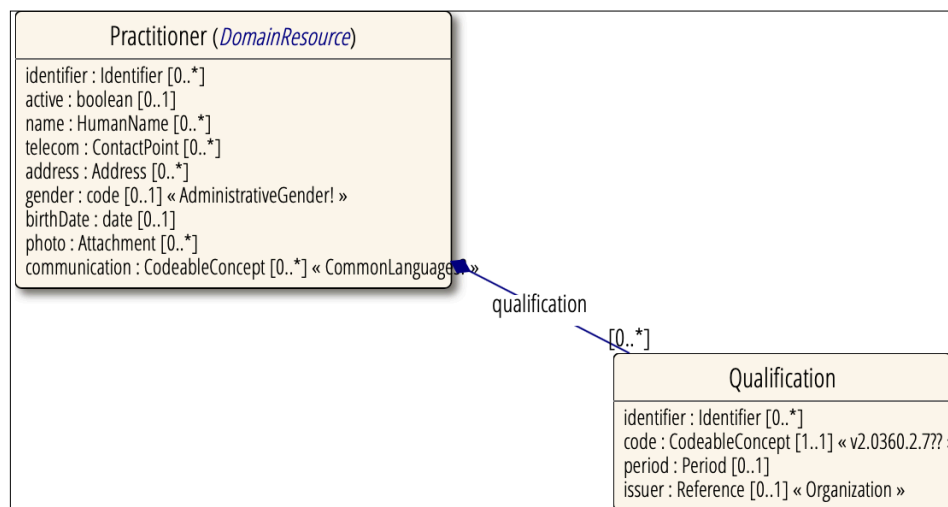 Practitioner (DomainResource)
identifier : Identifier [0..*]
active : boolean [0..1]
name : HumanName [0..*]
telecom : ContactPoint [0..*]
address : Address [0..*]
gender : code [0..1] « AdministrativeGender! »
birthDate : date [0..1]
photo : Attachment [0..*]
communication : CodeableConcept [0..*] « CommonLanguages? »
qualification
[0..*]
Qualification
identifier : Identifier [0..*]
code : CodeableConcept [1..1] « v2.0360.2.7??
period : Period [0..1]
issuer : Reference [0..1] « Organization »